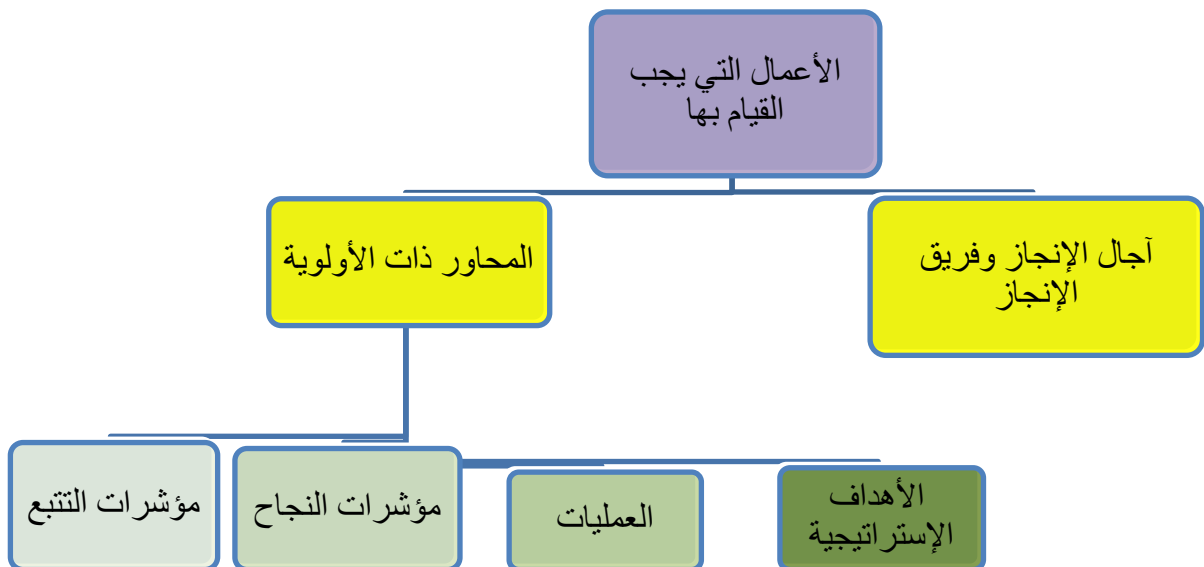 الأعمال التي يجب
القيام بها
آجال الإنجاز وفريق
الإنجاز
المحاور ذات الأولوية
الأهداف
الإستراتيجية
العمليات
مؤشرات النجاح
مؤشرات التتبع